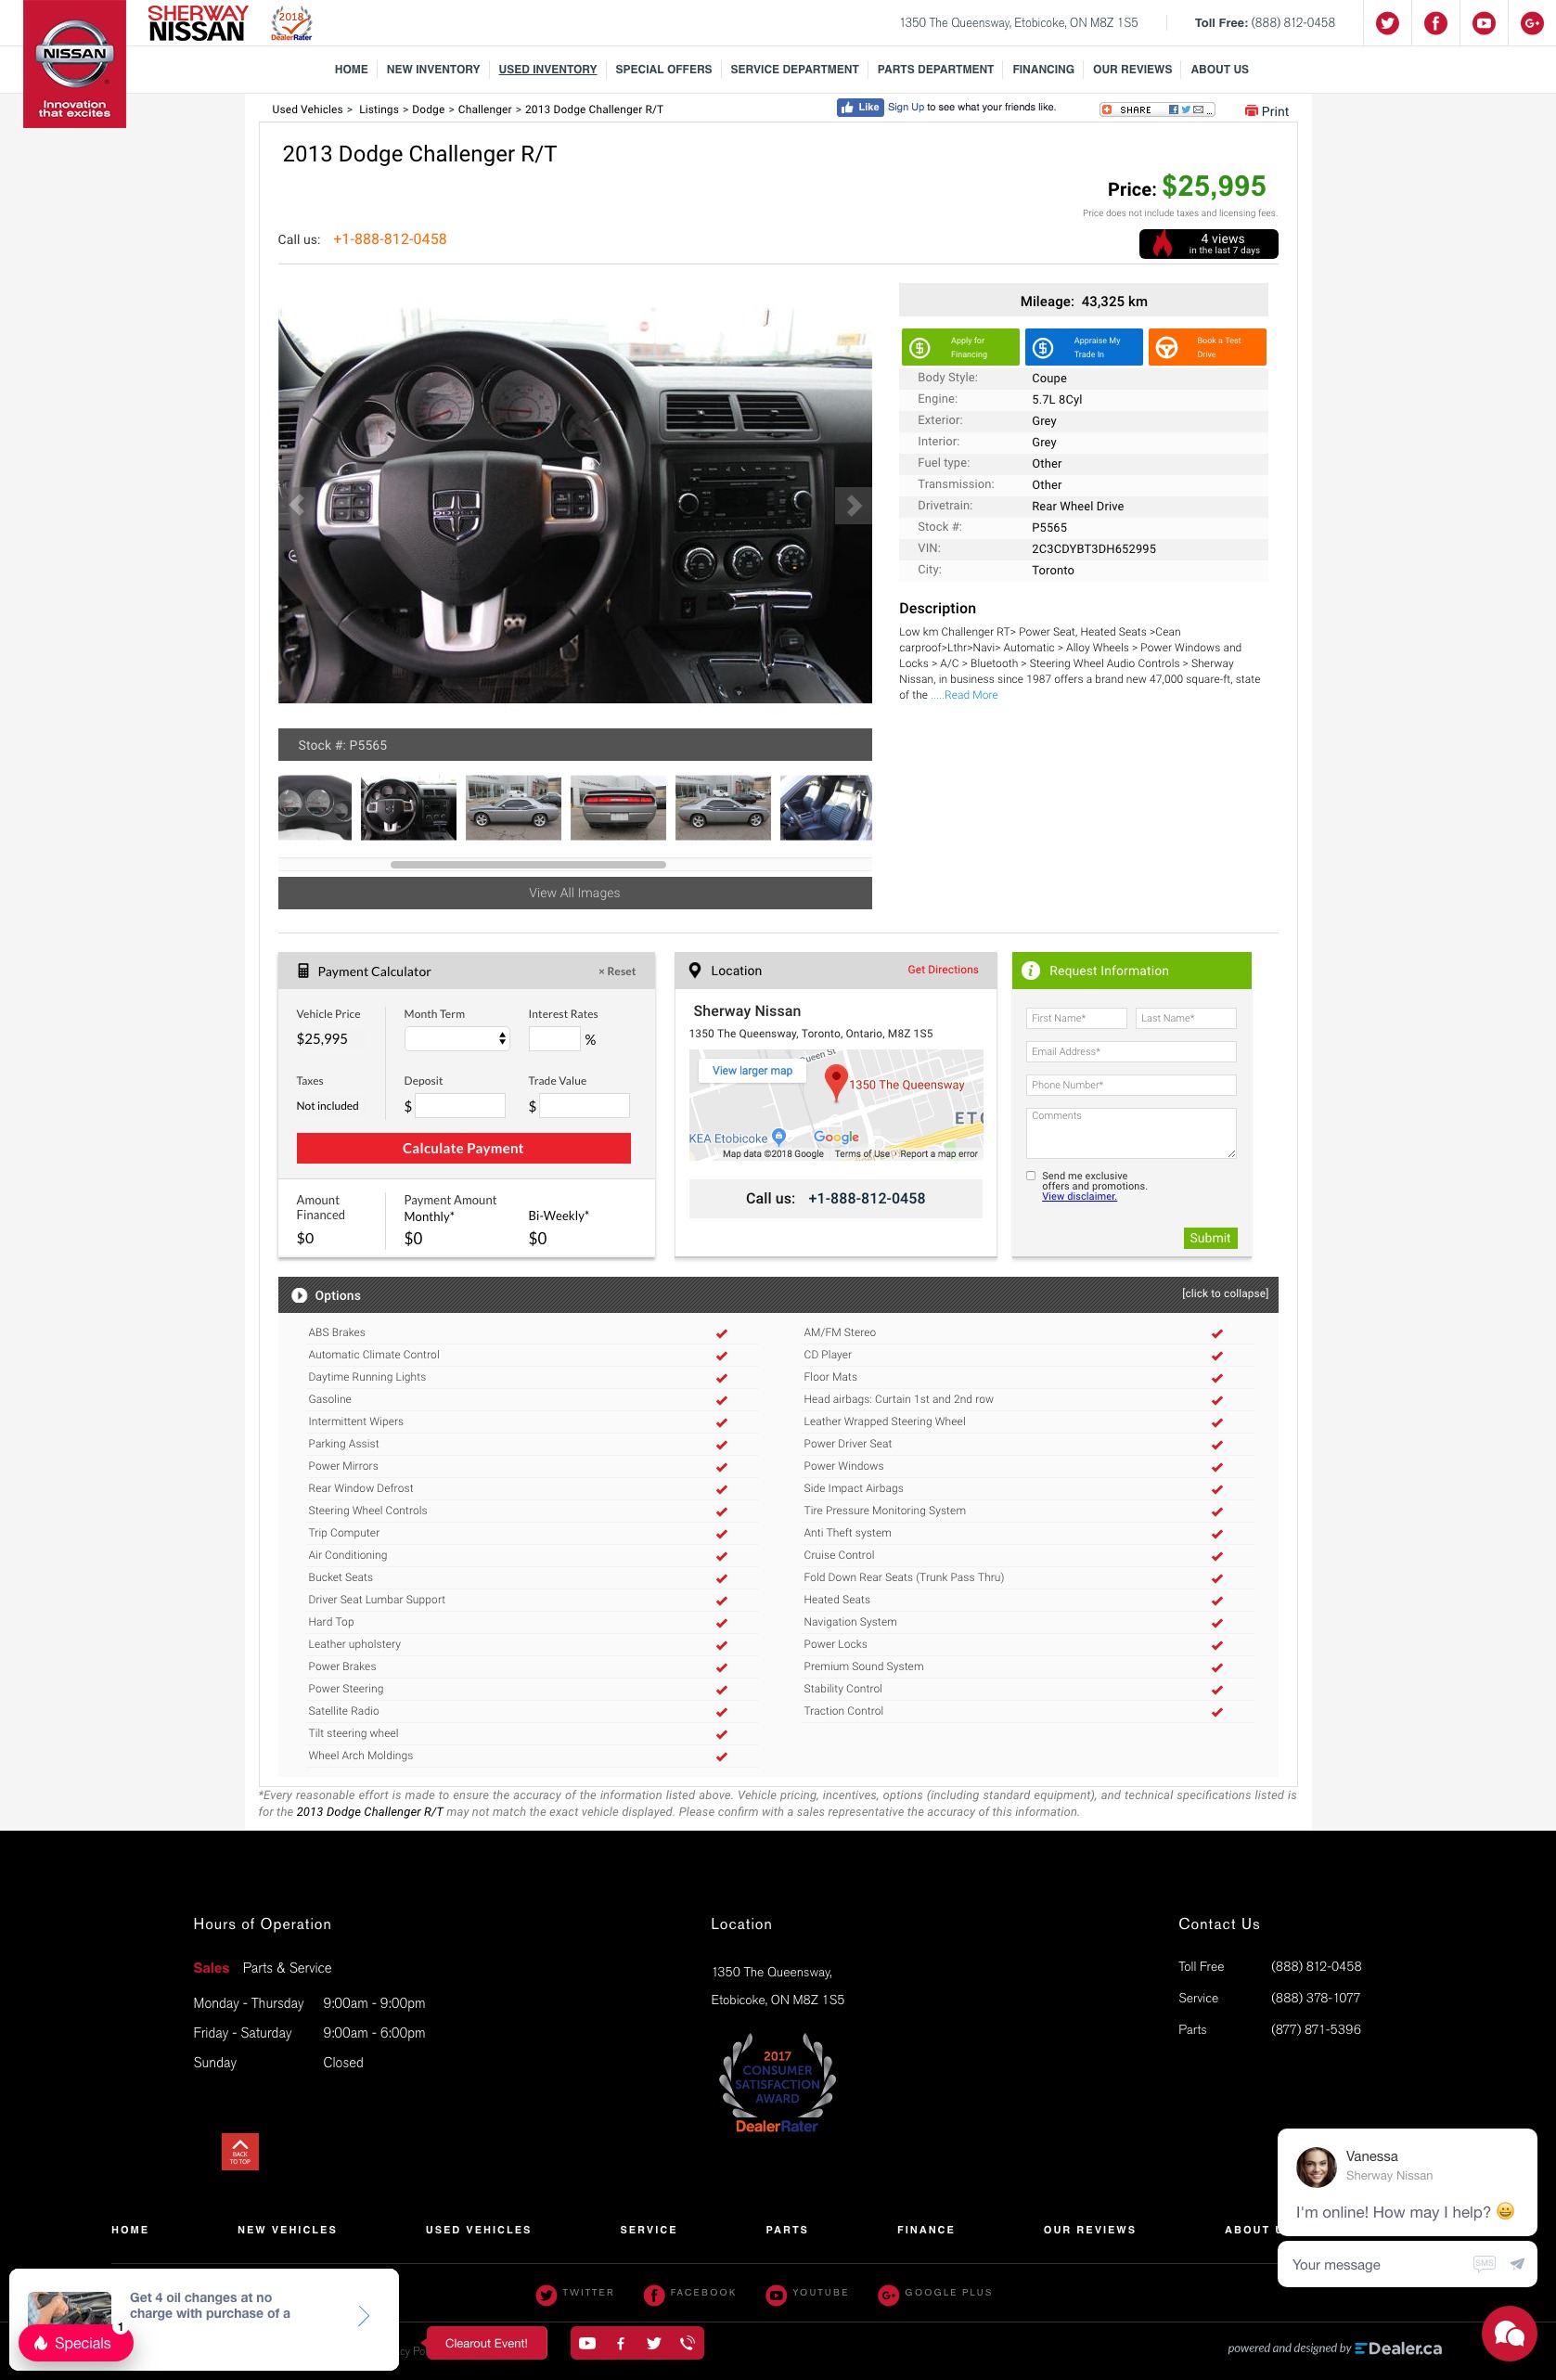 NISSAN
Innovation
that excites
SHERWAY
NISSAN
2018
DealerRater
1350 The Queensway, Etobicoke, ON M8Z 1S5
Toll Free: (888) 812-0458
HOME NEW INVENTORY USED INVENTORY SPECIAL OFFERS SERVICE DEPARTMENT PARTS DEPARTMENT FINANCING OUR REVIEWS ABOUT US
Used Vehicles > Listings > Dodge > Challenger > 2013 Dodge Challenger R/T
Like Sign Up to see what your friends like.
SHARE ...
Print
2013 Dodge Challenger R/T
Price: $25,995
Price does not include taxes and licensing fees.
Call us: +1-888-812-0458
4 views
in the last 7 days
Mileage: 43,325 km
Apply for
Financing
Appraise My
Trade In
Book a Test
Drive
Body Style: Coupe
Engine: 5.7L 8Cyl
Exterior: Grey
Interior: Grey
Fuel type: Other
Transmission: Other
Drivetrain: Rear Wheel Drive
Stock #: P5565
VIN: 2C3CDYBT3DH652995
City: Toronto
Description
Low km Challenger RT> Power Seat, Heated Seats >Cean
carproof>Lthr>Navi> Automatic > Alloy Wheels > Power Windows and
Locks > A/C > Bluetooth > Steering Wheel Audio Controls > Sherway
Nissan, in business since 1987 offers a brand new 47,000 square-ft, state
of the .....Read More
DODGE
Stock #: P5565
View All Images
Payment Calculator × Reset
Vehicle Price Month Term Interest Rates
$25,995 %
Taxes Deposit Trade Value
Not included $ $
Calculate Payment
Amount
Financed
Payment Amount
Monthly* Bi-Weekly*
$0 $0 $0
Location Get Directions
Sherway Nissan
1350 The Queensway, Toronto, Ontario, M8Z 1S5
Queen St
View larger map
1350 The Queensway
ETO
KEA Etobicoke
Google
Map data ©2018 Google Terms of Use Report a map error
Call us: +1-888-812-0458
Request Information
First Name* Last Name*
Email Address*
Phone Number*
Comments
Send me exclusive
offers and promotions.
View disclaimer.
Submit
Options [click to collapse]
ABS Brakes AM/FM Stereo
Automatic Climate Control CD Player
Daytime Running Lights Floor Mats
Gasoline Head airbags: Curtain 1st and 2nd row
Intermittent Wipers Leather Wrapped Steering Wheel
Parking Assist Power Driver Seat
Power Mirrors Power Windows
Rear Window Defrost Side Impact Airbags
Steering Wheel Controls Tire Pressure Monitoring System
Trip Computer Anti Theft system
Air Conditioning Cruise Control
Bucket Seats Fold Down Rear Seats (Trunk Pass Thru)
Driver Seat Lumbar Support Heated Seats
Hard Top Navigation System
Leather upholstery Power Locks
Power Brakes Premium Sound System
Power Steering Stability Control
Satellite Radio Traction Control
Tilt steering wheel
Wheel Arch Moldings
*Every reasonable effort is made to ensure the accuracy of the information listed above. Vehicle pricing, incentives, options (including standard equipment), and technical specifications listed is
for the 2013 Dodge Challenger R/T may not match the exact vehicle displayed. Please confirm with a sales representative the accuracy of this information.
Hours of Operation
Sales Parts & Service
Monday - Thursday 9:00am - 9:00pm
Friday - Saturday 9:00am - 6:00pm
Sunday Closed
BACK
TO TOP
Location
1350 The Queensway,
Etobicoke, ON M8Z 1S5
2017
CONSUMER
SATISFACTION
AWARD
DealerRater
Contact Us
Toll Free (888) 812-0458
Service (888) 378-1077
Parts (877) 871-5396
Vanessa
Sherway Nissan
I'm online! How may I help? 😀
Your message SMS
HOME NEW VEHICLES USED VEHICLES SERVICE PARTS FINANCE OUR REVIEWS ABOUT U
TWITTER FACEBOOK YOUTUBE GOOGLE PLUS
Get 4 oil changes at no
charge with purchase of a
1
Specials
cy Po
Clearout Event!
powered and designed by EDealer.ca